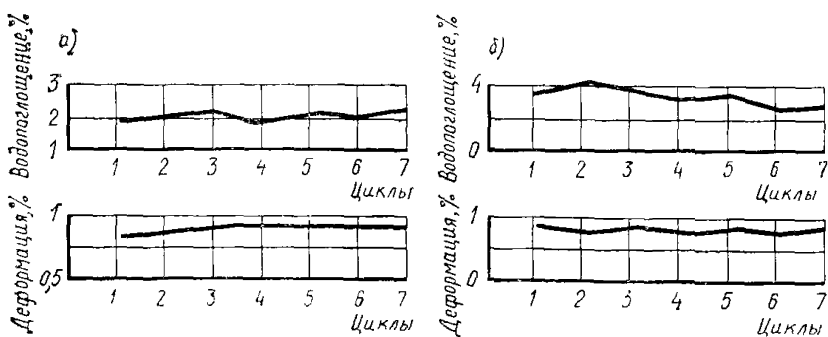 а)
Водопоглощение, %
3
2
1
1 2 3 4 5 6 7
Циклы
Деформация, %
1
0,5
1 2 3 4 5 6 7
Циклы
б)
Водопоглощение, %
4
0
1 2 3 4 5 6 7
Циклы
Деформация, %
1
0
1 2 3 4 5 6 7
Циклы